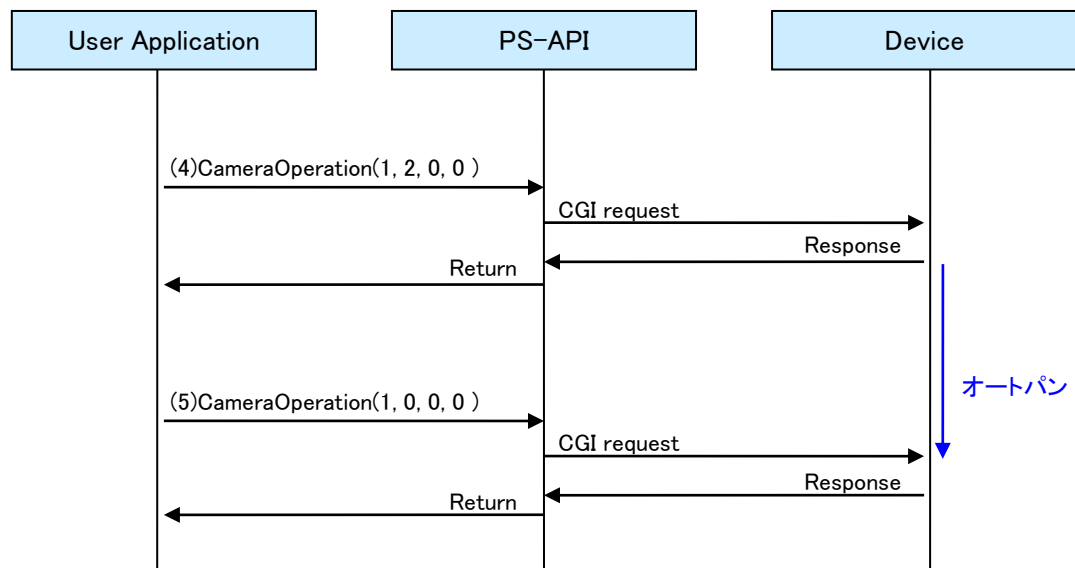 User Application
PS-API
Device
(4)CameraOperation(1, 2, 0, 0 )
CGI request
Response
Return
オートパン
(5)CameraOperation(1, 0, 0, 0 )
CGI request
Response
Return